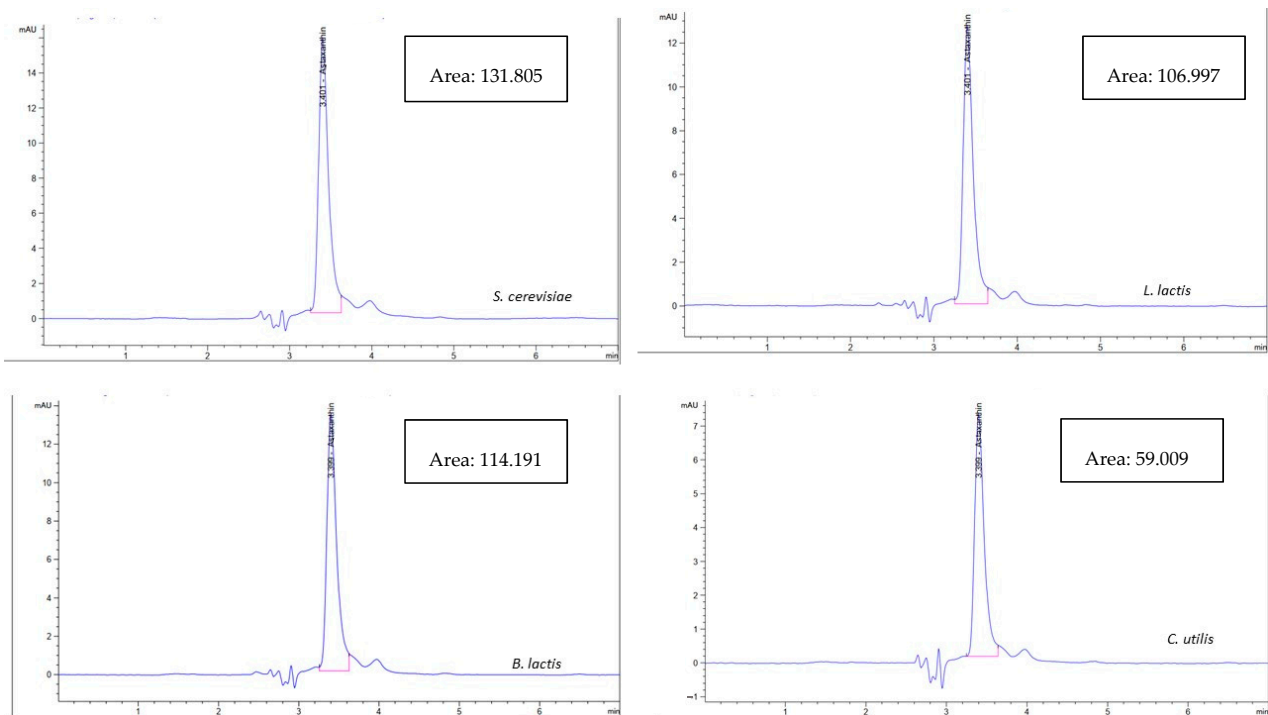 mAU
14
12
10
8
6
4
2
0
3.401 - Astaxanthin
Area: 131.805
S. cerevisiae
1 2 3 4 5 6 min
mAU
12
10
8
6
4
2
0
3.401 - Astaxanthin
Area: 106.997
L. lactis
1 2 3 4 5 6 min
mAU
12
10
8
6
4
2
0
3.399 - Astaxanthin
Area: 114.191
B. lactis
1 2 3 4 5 6 min
mAU
7
6
5
4
3
2
1
0
-1
3.399 - Astaxanthin
Area: 59.009
C. utilis
1 2 3 4 5 6 min